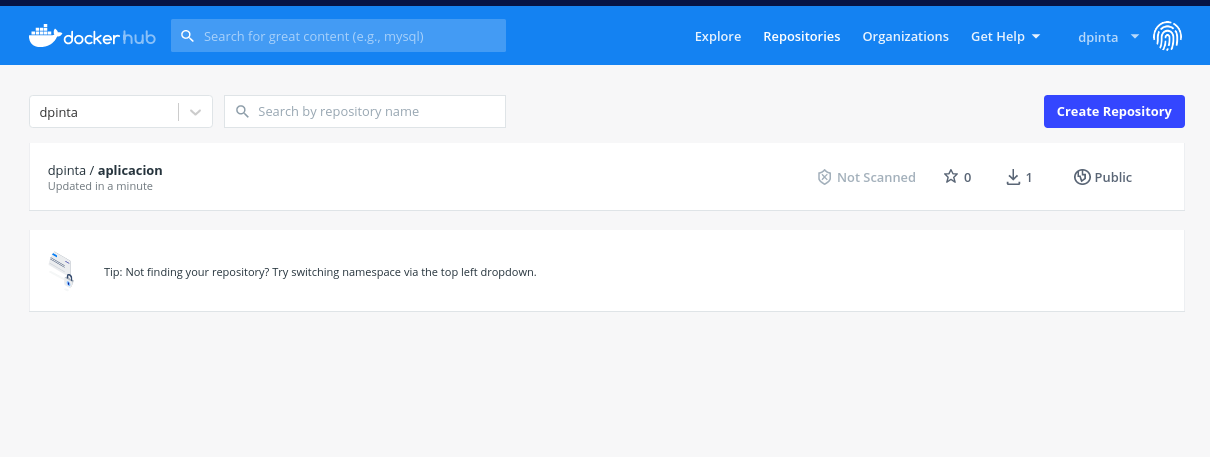 dockerhub
Search for great content (e.g., mysql)
Explore
Repositories
Organizations
Get Help
dpinta
dpinta
Search by repository name
Create Repository
dpinta / aplicacion
Updated in a minute
Not Scanned
0
1
Public
Tip: Not finding your repository? Try switching namespace via the top left dropdown.